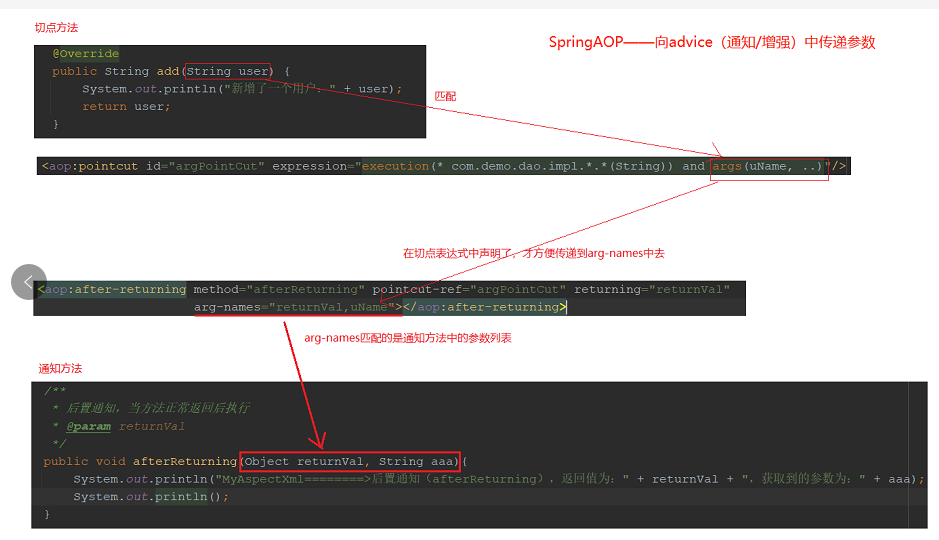 切点方法
SpringAOP——向advice（通知/增强）中传递参数
@Override
public String add(String user) {
System.out.println("新增了一个用户：" + user);
return user;
}
匹配
<aop:pointcut id="argPointCut" expression="execution(* com.demo.dao.impl.*.*(String)) and args(uName, ..)"/>
在切点表达式中声明了，才方便传递到arg-names中去
<aop:after-returning method="afterReturning" pointcut-ref="argPointCut" returning="returnVal"
arg-names="returnVal,uName"></aop:after-returning>
arg-names匹配的是通知方法中的参数列表
通知方法
/**
* 后置通知，当方法正常返回后执行
* @param returnVal
*/
public void afterReturning(Object returnVal, String aaa){
System.out.println("MyAspectXml========>后置通知（afterReturning），返回值为：" + returnVal + "，获取到的参数为：" + aaa);
System.out.println();
}